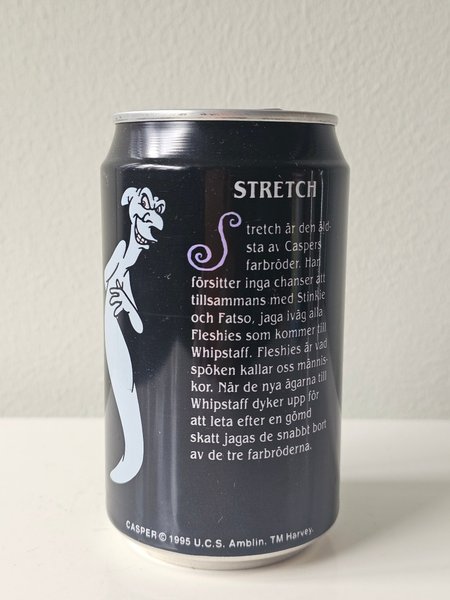 STRETCH
Stretch är den äld-
sta av Caspers
farbröder. Han
försitter inga chanser att
tillsammans med Stinkie
och Fatso, jaga iväg alla
Fleshies som kommer till
Whipstaff. Fleshies är vad
spöken kallar oss männis-
kor. När de nya ägarna till
Whipstaff dyker upp för
att leta efter en gömd
skatt jagas de snabbt bort
av de tre farbröderna.
CASPER © 1995 U.C.S. Amblin. TM Harvey.